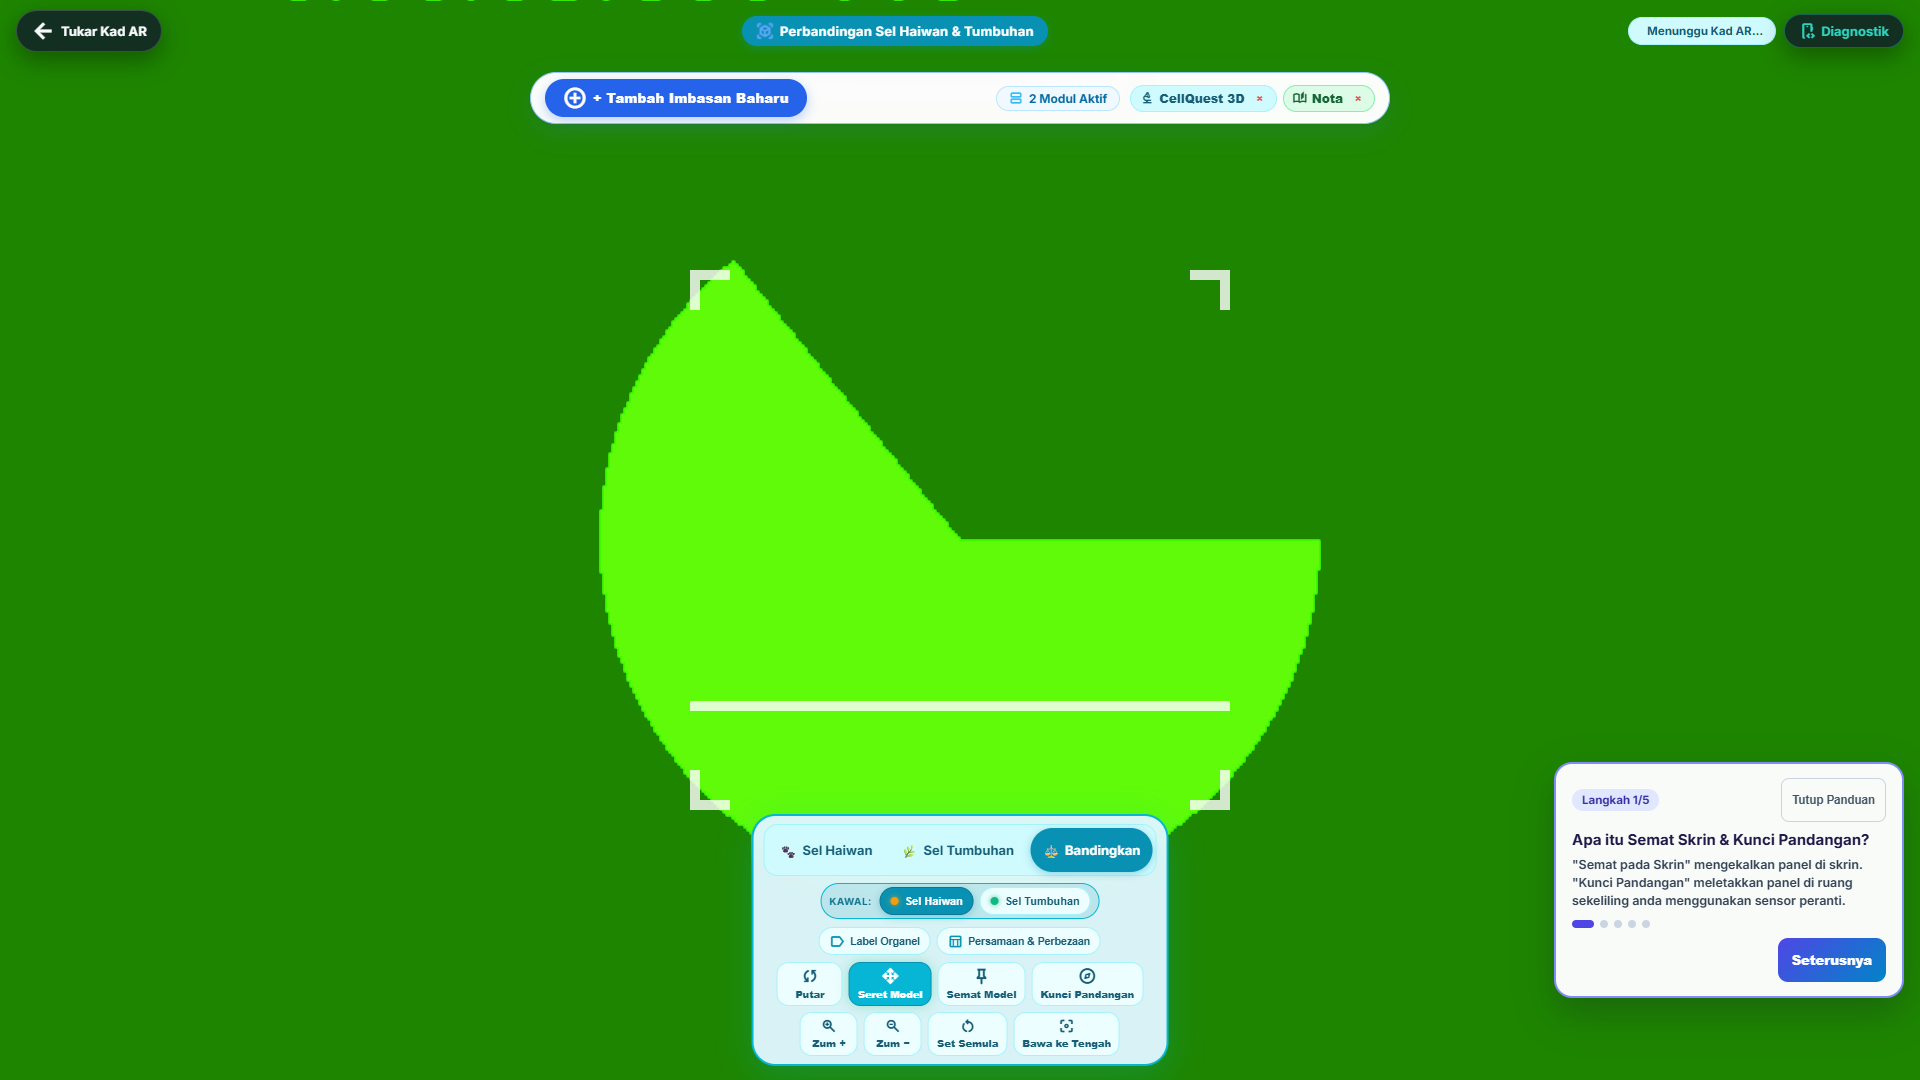 Tukar Kad AR
Perbandingan Sel Haiwan & Tumbuhan
Menunggu Kad AR...
Diagnostik
+ Tambah Imbasan Baharu
2 Modul Aktif
CellQuest 3D ×
Nota ×
Langkah 1/5
Tutup Panduan
Apa itu Semat Skrin & Kunci Pandangan?
"Semat pada Skrin" mengekalkan panel di skrin.
"Kunci Pandangan" meletakkan panel di ruang
sekeliling anda menggunakan sensor peranti.
Seterusnya
Sel Haiwan
Sel Tumbuhan
Bandingkan
KAWAL:
Sel Haiwan
Sel Tumbuhan
Label Organel
Persamaan & Perbezaan
Putar
Seret Model
Semat Model
Kunci Pandangan
Zum +
Zum −
Set Semula
Bawa ke Tengah